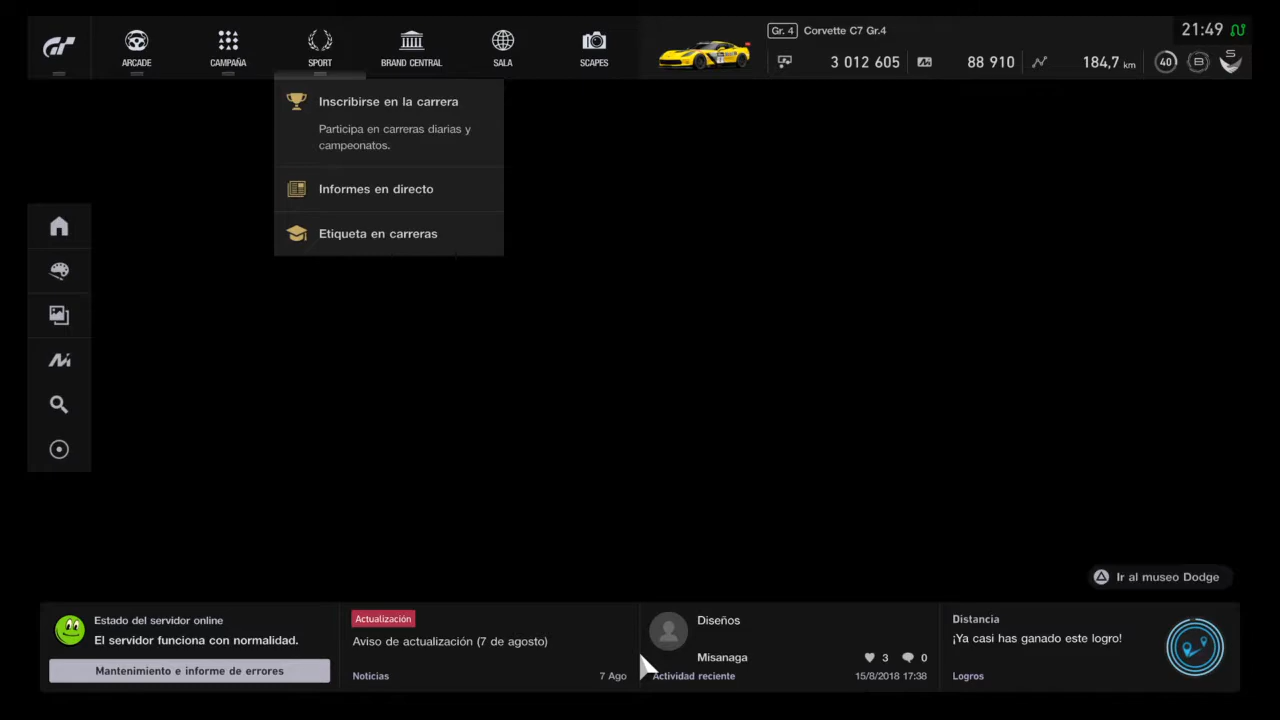 ARCADE
CAMPAÑA
SPORT
BRAND CENTRAL
SALA
SCAPES
Gr. 4 Corvette C7 Gr.4
3 012 605
88 910
184,7 km
40
B
S
21:49
Inscribirse en la carrera
Participa en carreras diarias y
campeonatos.
Informes en directo
Etiqueta en carreras
Ir al museo Dodge
Estado del servidor online
El servidor funciona con normalidad.
Mantenimiento e informe de errores
Actualización
Aviso de actualización (7 de agosto)
Noticias 7 Ago
Diseños
Misanaga 3 0
Actividad reciente 15/8/2018 17:38
Distancia
¡Ya casi has ganado este logro!
Logros